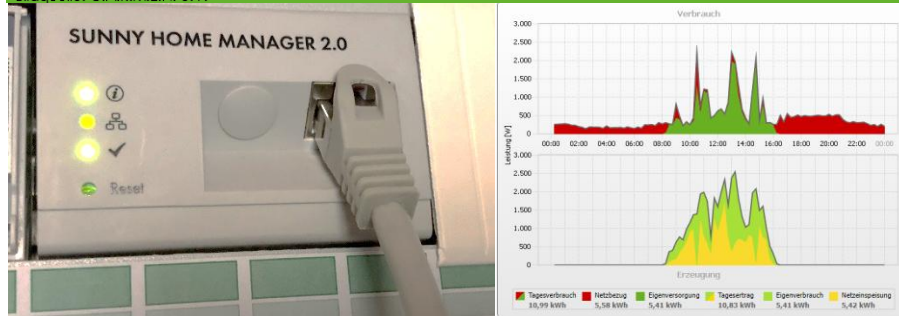 SUNNY HOME MANAGER 2.0
Reset
Verbrauch
3.000
2.500
2.000
1.500
1.000
500
0
00:00 02:00 04:00 06:00 08:00 10:00 12:00 14:00 16:00 18:00 20:00 22:00 00:00
Leistung [W]
3.000
2.500
2.000
1.500
1.000
500
0
Erzeugung
Tagesverbrauch Netzbezug Eigenversorgung Tagesertrag Eigenverbrauch Netzeinspeisung
10,99 kWh 5,58 kWh 5,41 kWh 10,83 kWh 5,41 kWh 5,42 kWh